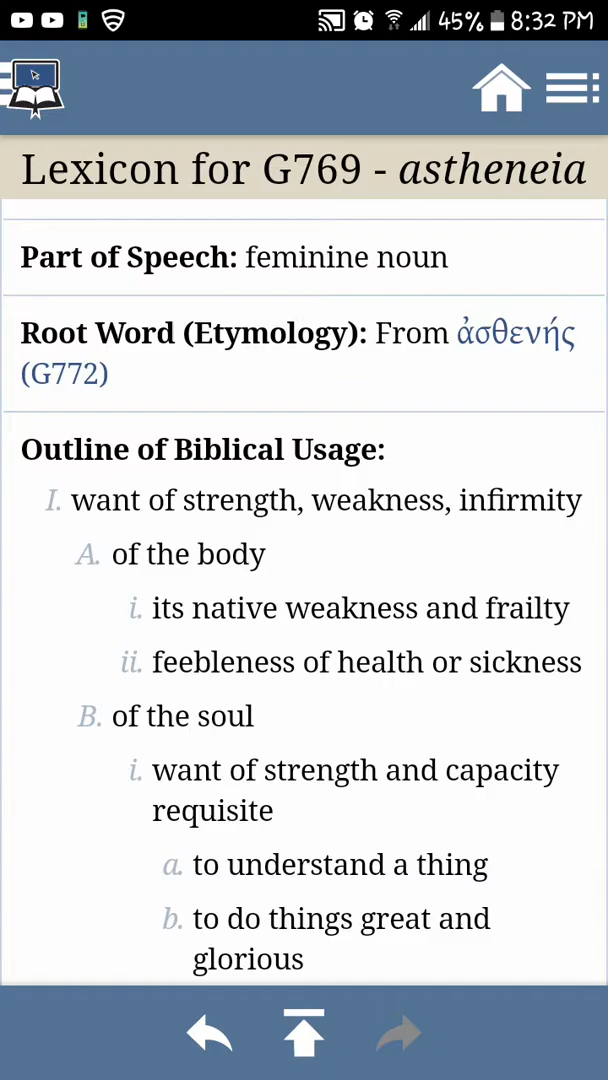 45% 8:32 PM
Lexicon for G769 - astheneia
Part of Speech: feminine noun
Root Word (Etymology): From ἀσθενής
(G772)
Outline of Biblical Usage:
I. want of strength, weakness, infirmity
A. of the body
i. its native weakness and frailty
ii. feebleness of health or sickness
B. of the soul
i. want of strength and capacity
requisite
a. to understand a thing
b. to do things great and
glorious